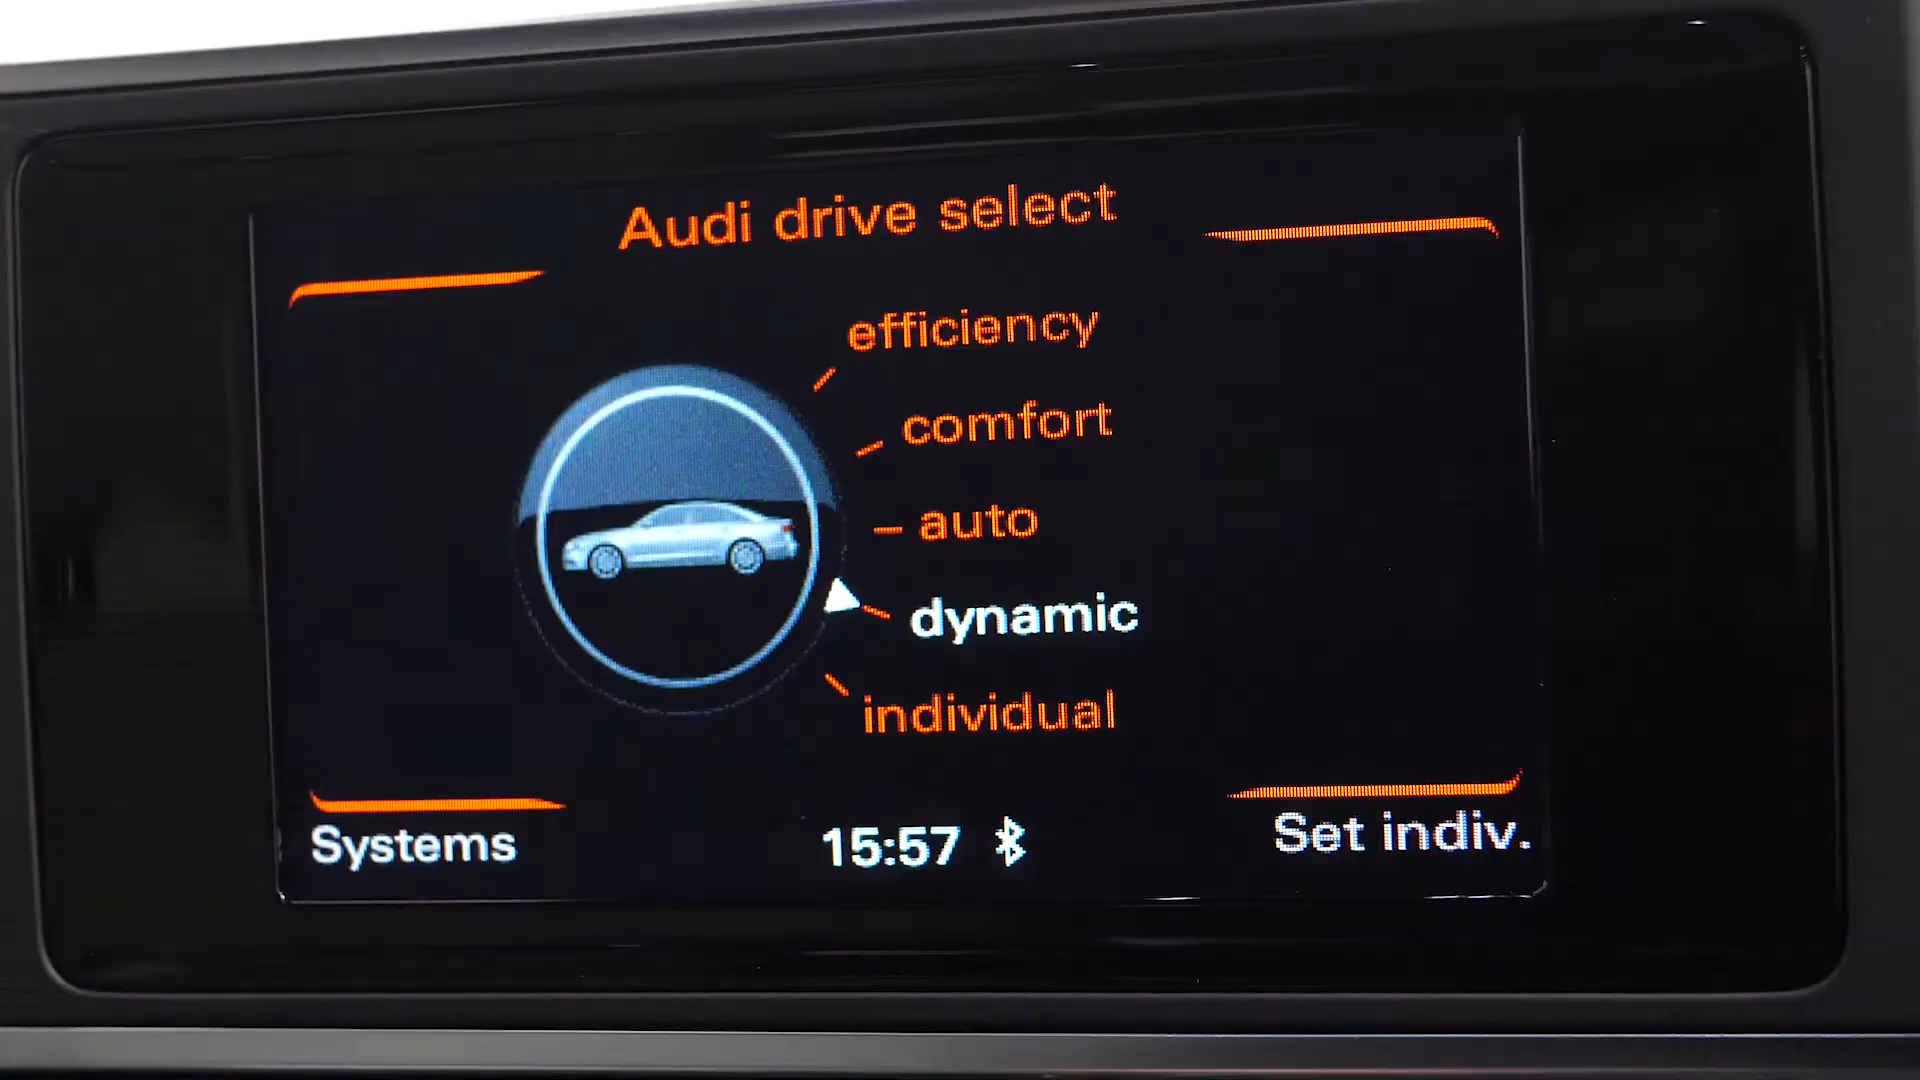 Audi drive select
efficiency
comfort
auto
dynamic
individual
Systems
15:57
Set indiv.